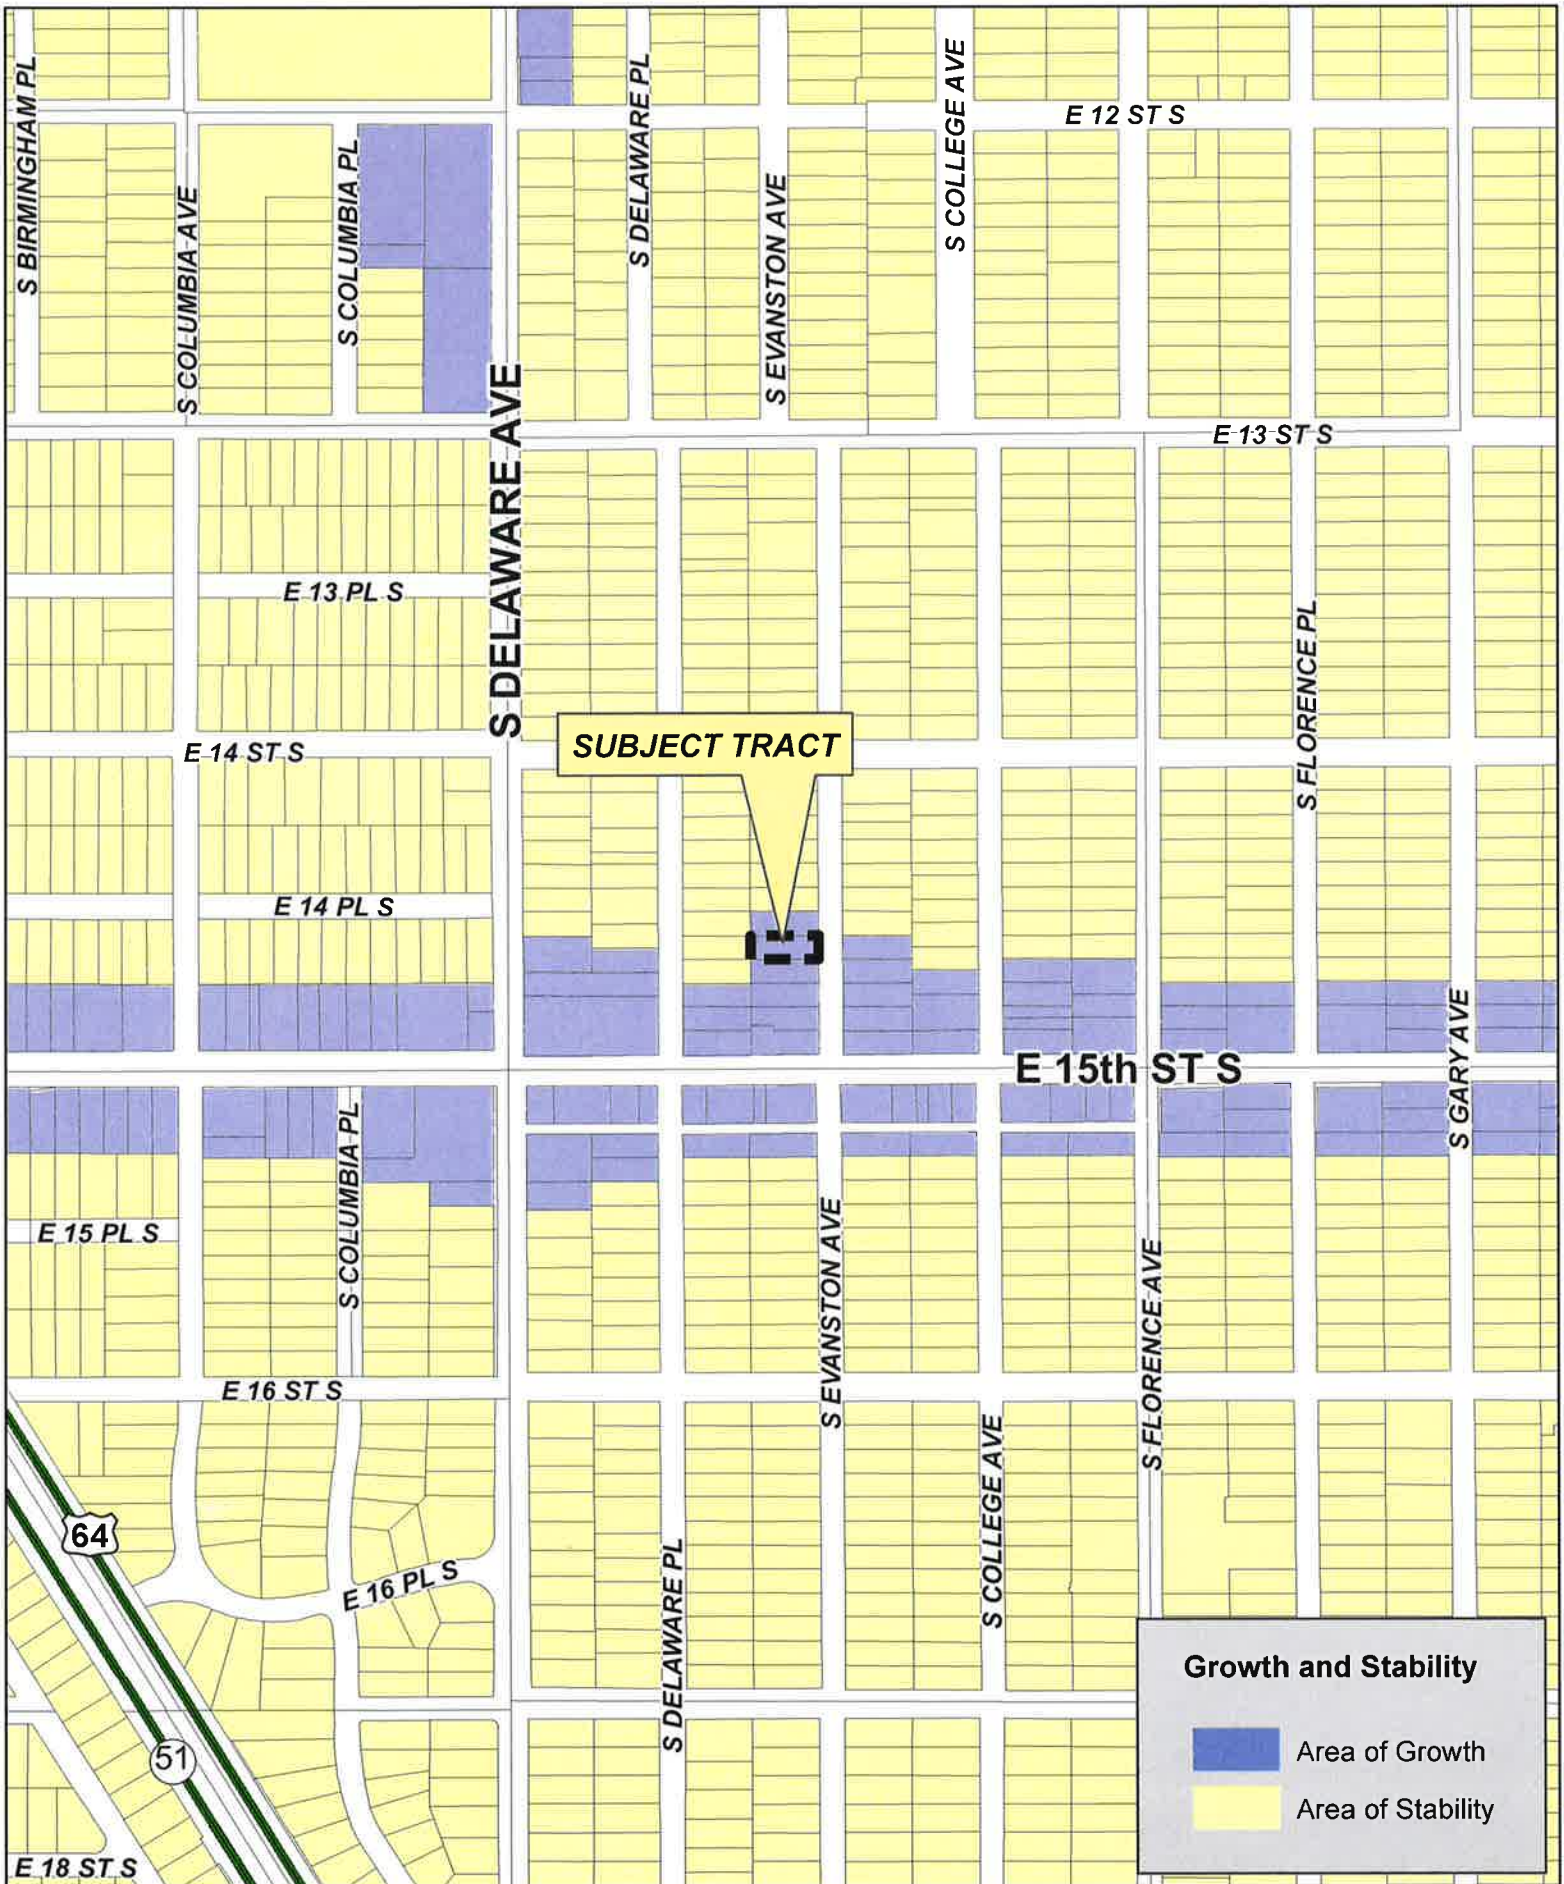 S BIRMINGHAM PL
S COLUMBIA AVE
S COLUMBIA PL
S DELAWARE PL
S EVANSTON AVE
S COLLEGE AVE
E 12 ST S
S DELAWARE AVE
E 13 ST S
E 13 PL S
S FLORENCE PL
SUBJECT TRACT
E 14 ST S
E 14 PL S
E 15th ST S
S GARY AVE
S COLUMBIA PL
E 15 PL S
S EVANSTON AVE
S FLORENCE AVE
E 16 ST S
S COLLEGE AVE
64
E 16 PL S
S DELAWARE PL
51
E 18 ST S
Growth and Stability
Area of Growth
Area of Stability